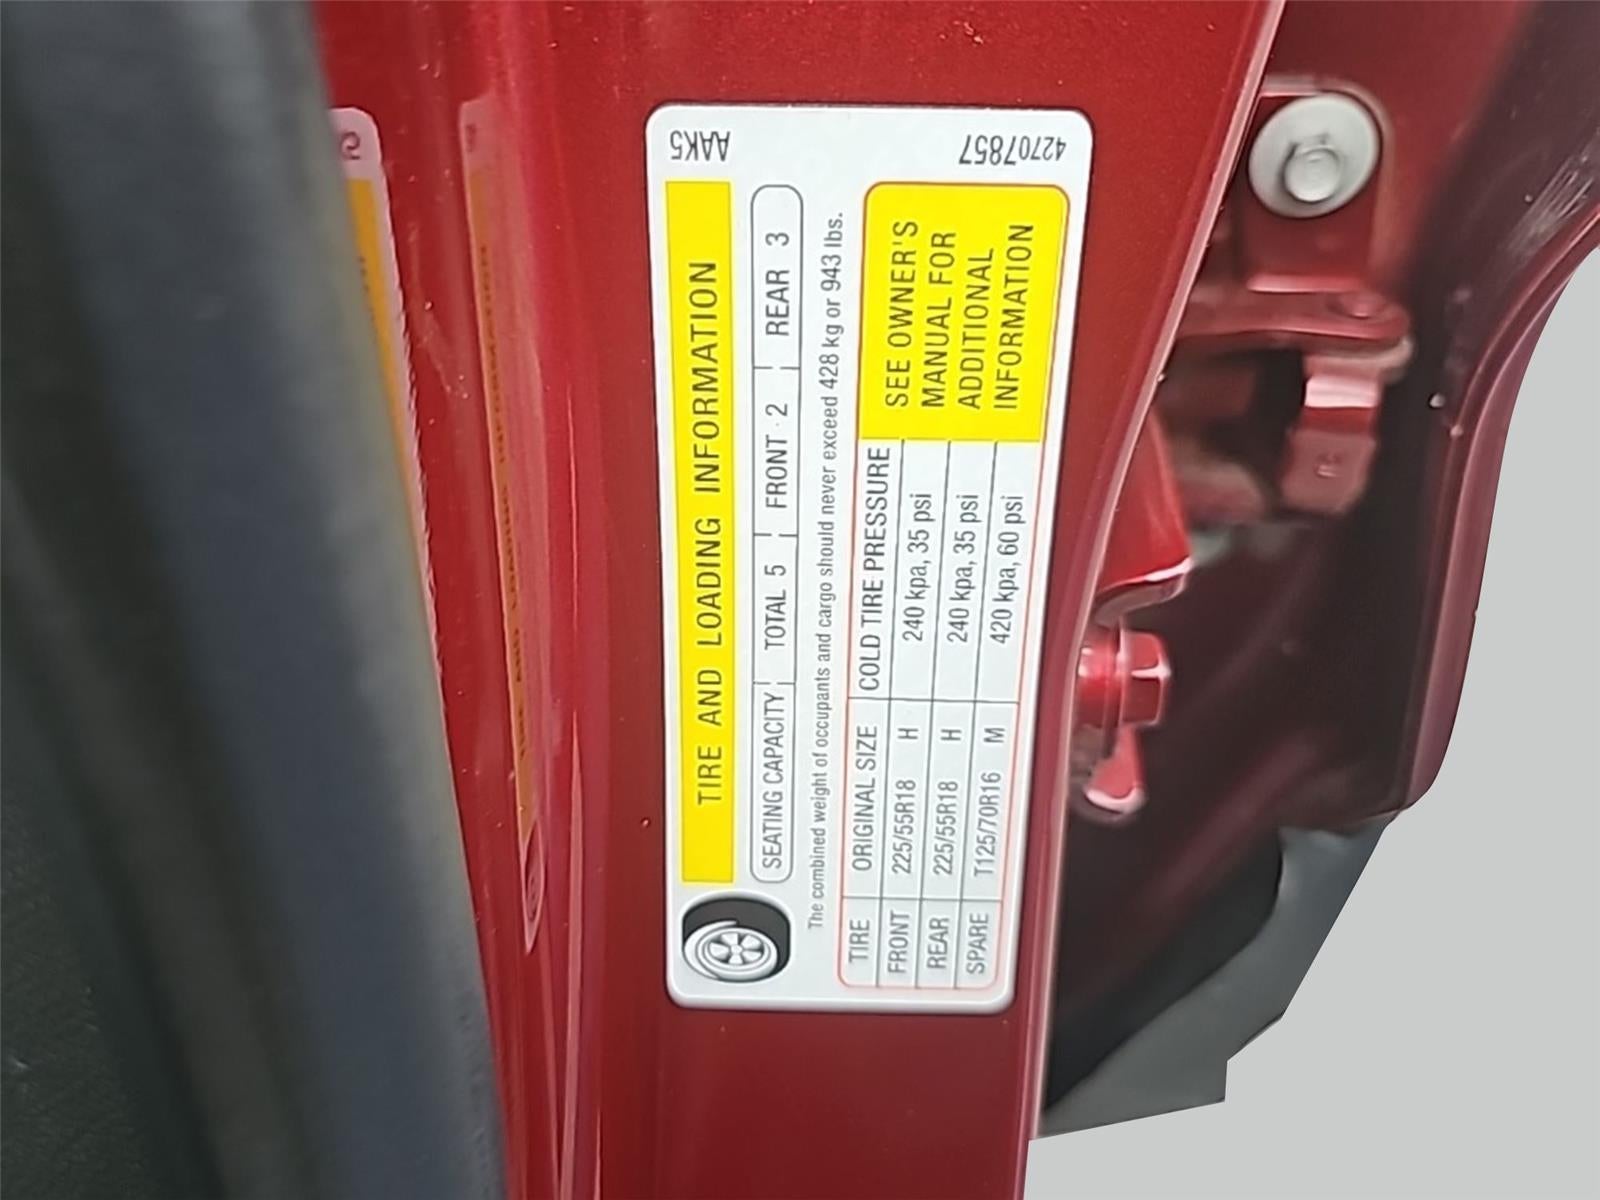 TIRE AND LOADING INFORMATION
SEATING CAPACITY TOTAL 5 FRONT 2 REAR 3
The combined weight of occupants and cargo should never exceed 428 kg or 943 lbs.
TIRE ORIGINAL SIZE COLD TIRE PRESSURE
FRONT 225/55R18 H 240 kpa, 35 psi
REAR 225/55R18 H 240 kpa, 35 psi
SPARE T125/70R16 M 420 kpa, 60 psi
SEE OWNER'S
MANUAL FOR
ADDITIONAL
INFORMATION
AAK5
42707857